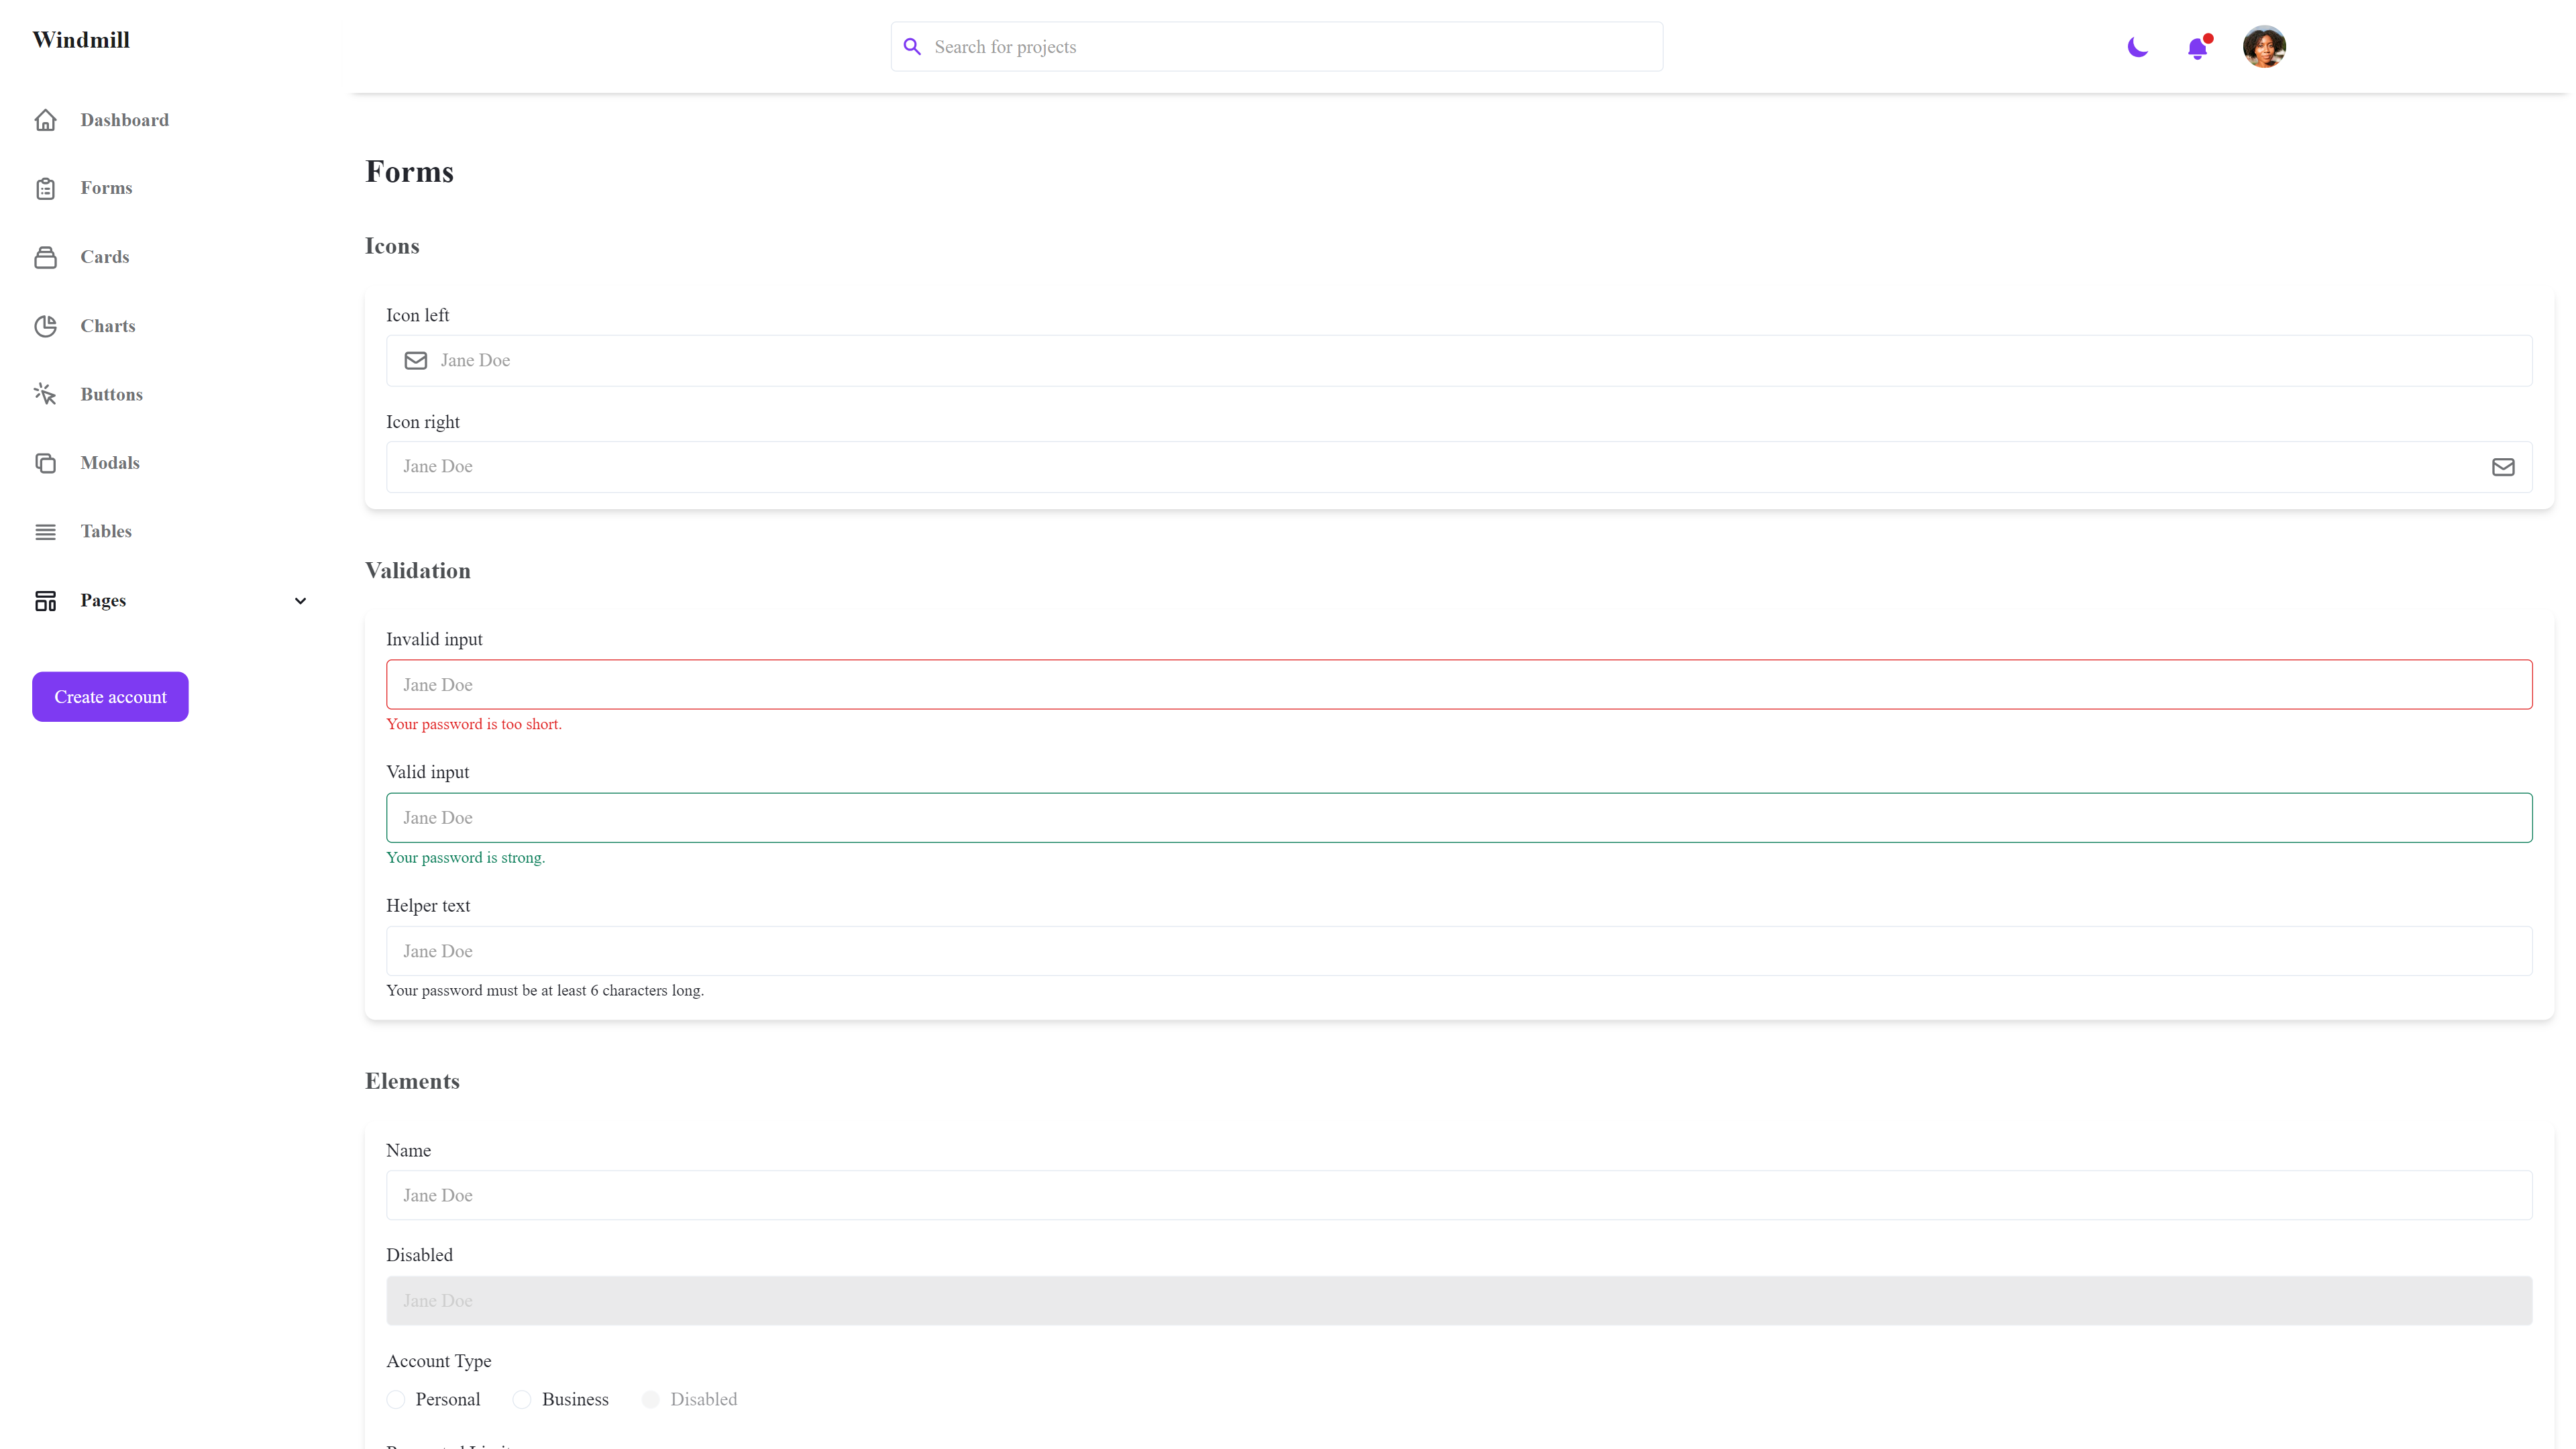 Windmill
Search for projects
Dashboard
Forms
Cards
Charts
Buttons
Modals
Tables
Pages
Create account
Forms
Icons
Icon left
Jane Doe
Icon right
Jane Doe
Validation
Invalid input
Jane Doe
Your password is too short.
Valid input
Jane Doe
Your password is strong.
Helper text
Jane Doe
Your password must be at least 6 characters long.
Elements
Name
Jane Doe
Disabled
Jane Doe
Account Type
Personal Business Disabled